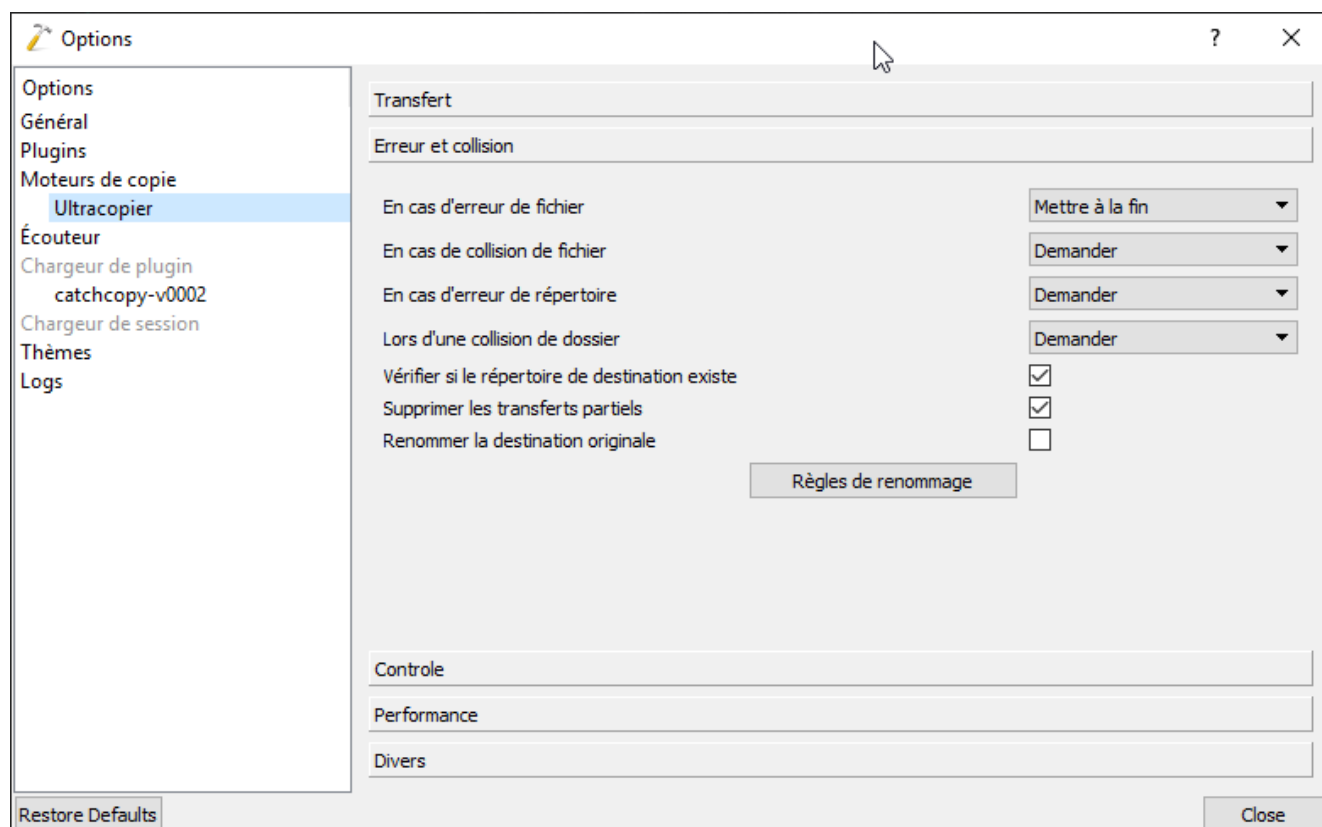 Options
?
Options
Général
Plugins
Moteurs de copie
Ultracopier
Écouteur
Chargeur de plugin
catchcopy-v0002
Chargeur de session
Thèmes
Logs
Transfert
Erreur et collision
En cas d'erreur de fichier Mettre à la fin
En cas de collision de fichier Demander
En cas d'erreur de répertoire Demander
Lors d'une collision de dossier Demander
Vérifier si le répertoire de destination existe
Supprimer les transferts partiels
Renommer la destination originale
Règles de renommage
Controle
Performance
Divers
Restore Defaults Close